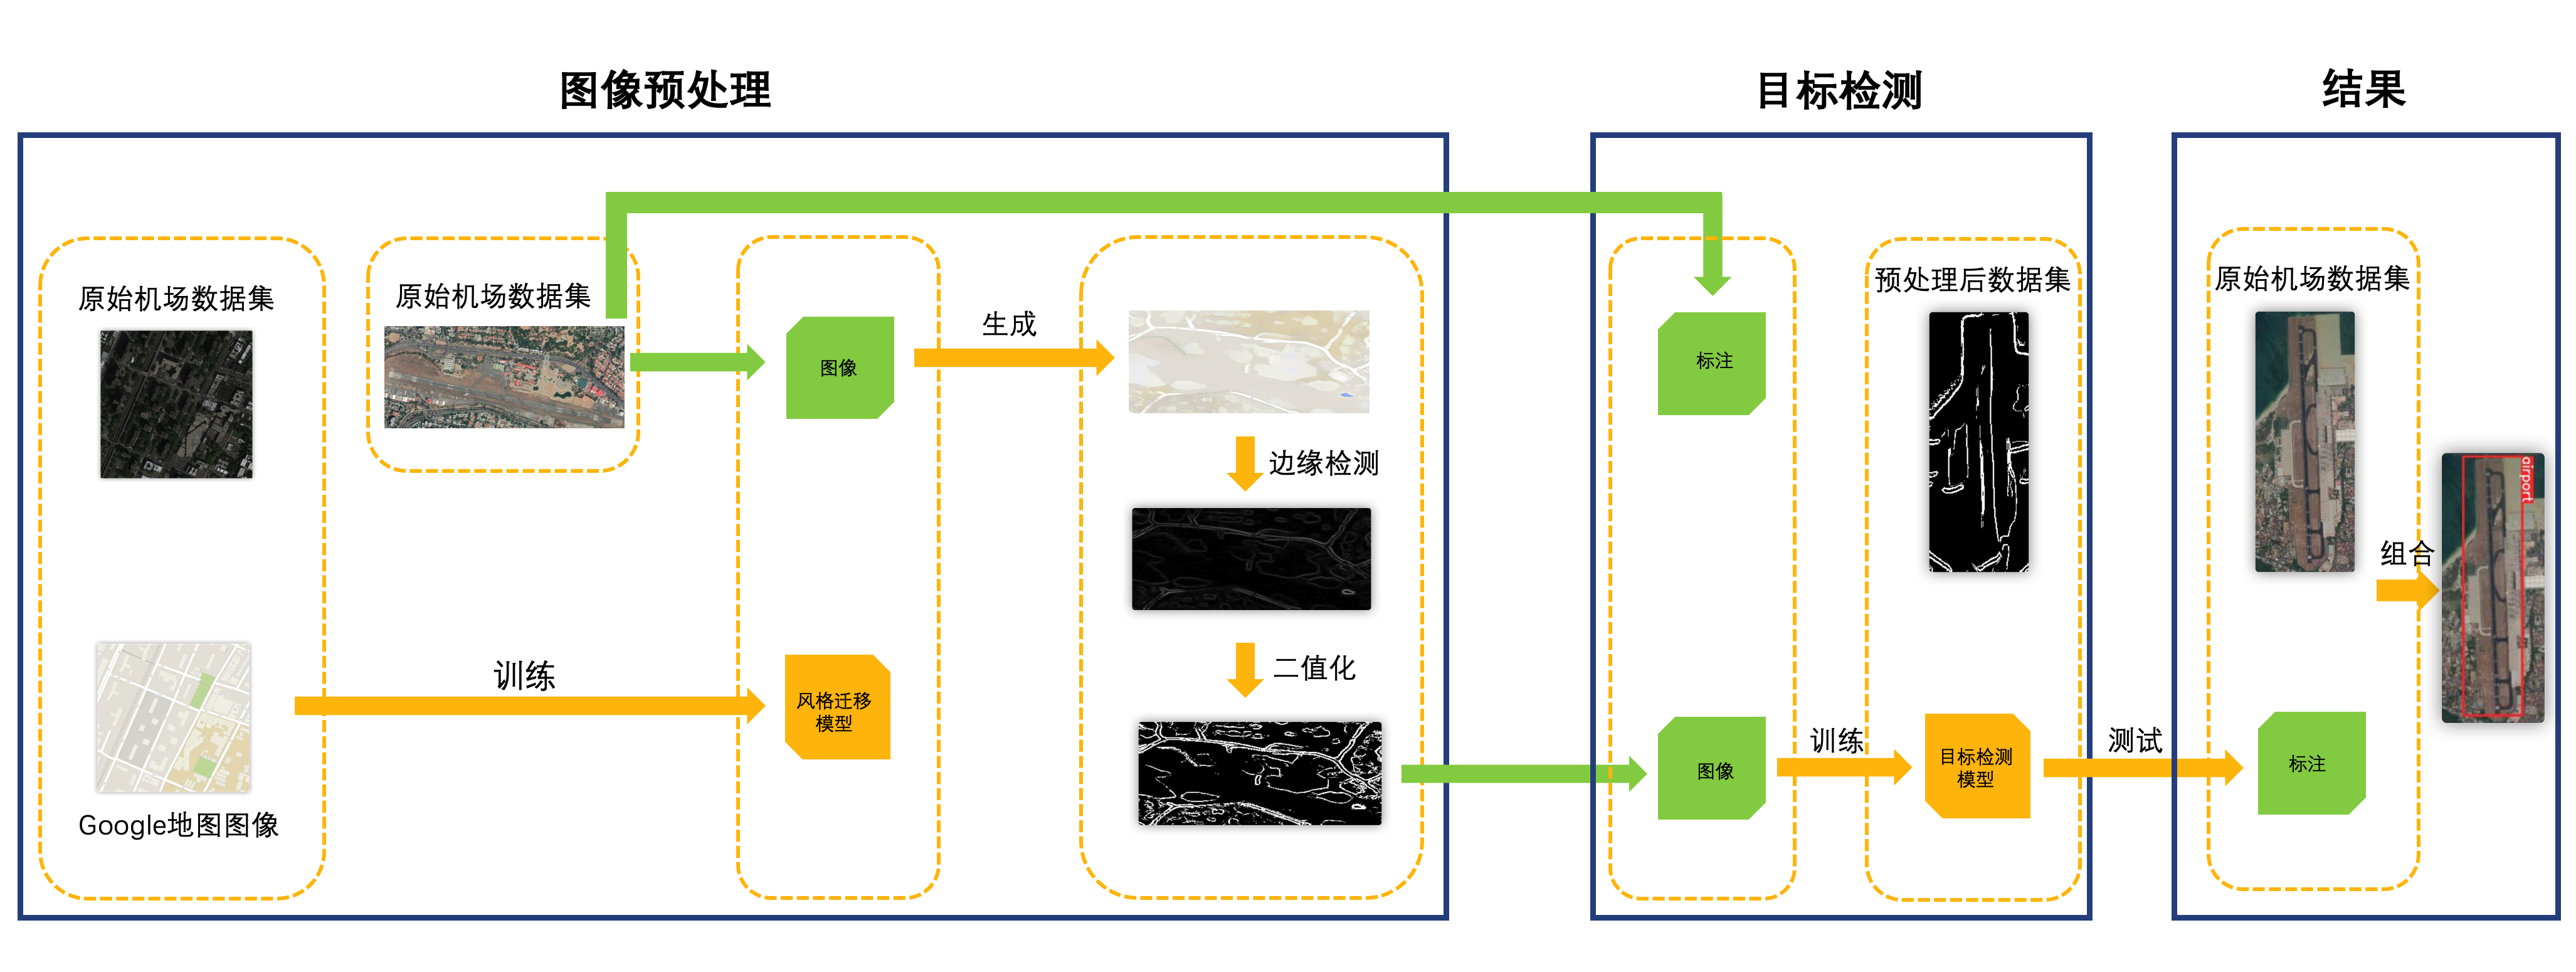 图像预处理
目标检测
结果
原始机场数据集
原始机场数据集
图像
生成
边缘检测
二值化
训练
风格迁移
模型
Google地图图像
标注
预处理后数据集
图像
训练
目标检测
模型
测试
原始机场数据集
组合
airport
标注